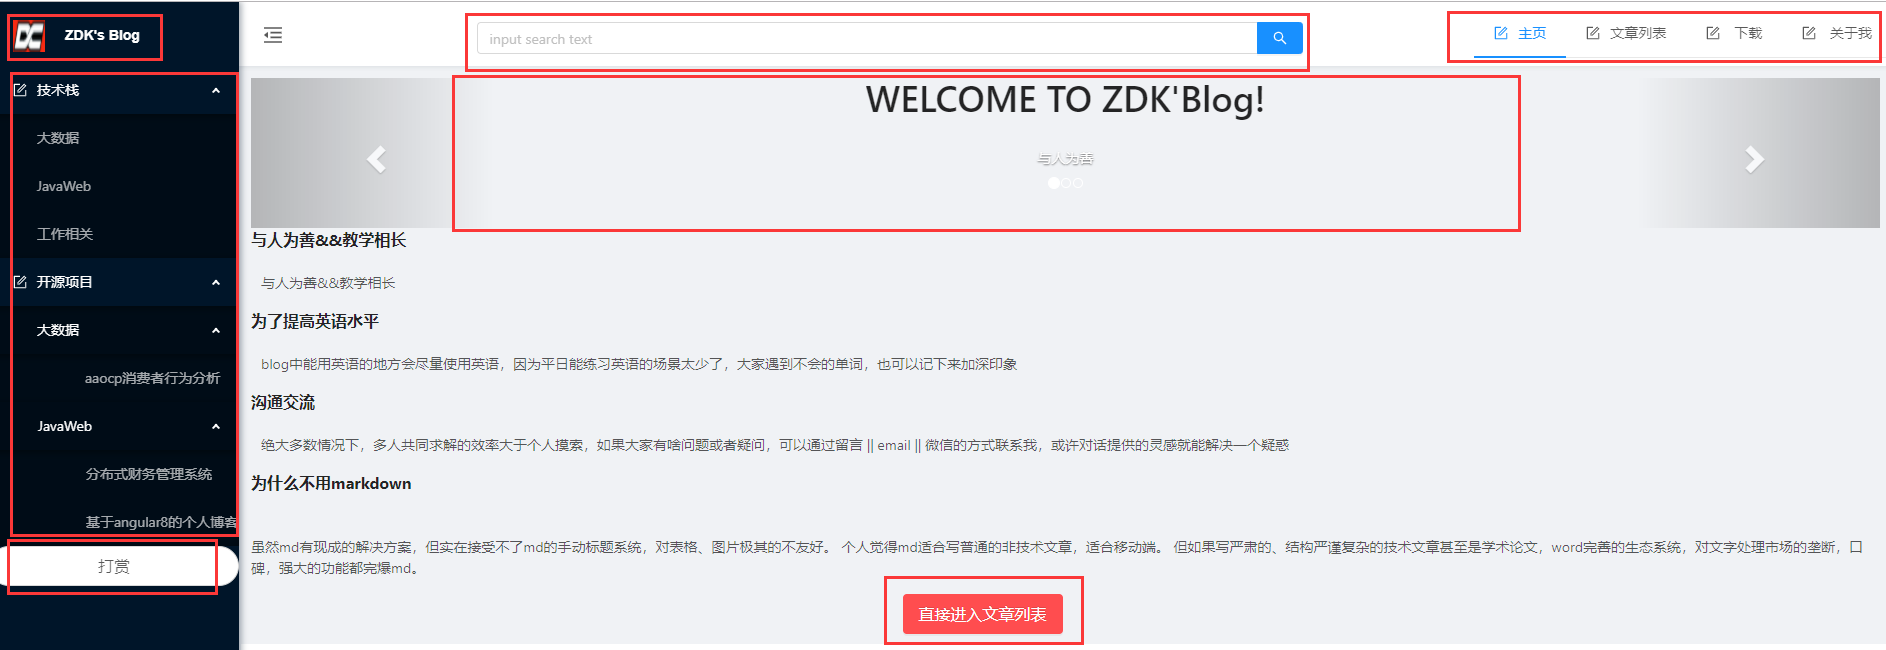 ZDK's Blog
input search text
主页
文章列表
下载
关于我
技术栈
大数据
JavaWeb
工作相关
开源项目
大数据
aaocp消费者行为分析
JavaWeb
分布式财务管理系统
基于angular8的个人博客
打赏
WELCOME TO ZDK'Blog!
与人为善
与人为善&&教学相长
与人为善&&教学相长
为了提高英语水平
blog中能用英语的地方会尽量使用英语，因为平日能练习英语的场景太少了，大家遇到不会的单词，也可以记下来加深印象
沟通交流
绝大多数情况下，多人共同求解的效率大于个人摸索，如果大家有啥问题或者疑问，可以通过留言 || email || 微信的方式联系我，或许对话提供的灵感就能解决一个疑惑
为什么不用markdown
虽然md有现成的解决方案，但实在接受不了md的手动标题系统，对表格、图片极其的不友好。 个人觉得md适合写普通的非技术文章，适合移动端。 但如果写严肃的、结构严谨复杂的技术文章甚至是学术论文，word完善的生态系统，对文字处理市场的垄断，口
碑，强大的功能都完爆md。
直接进入文章列表